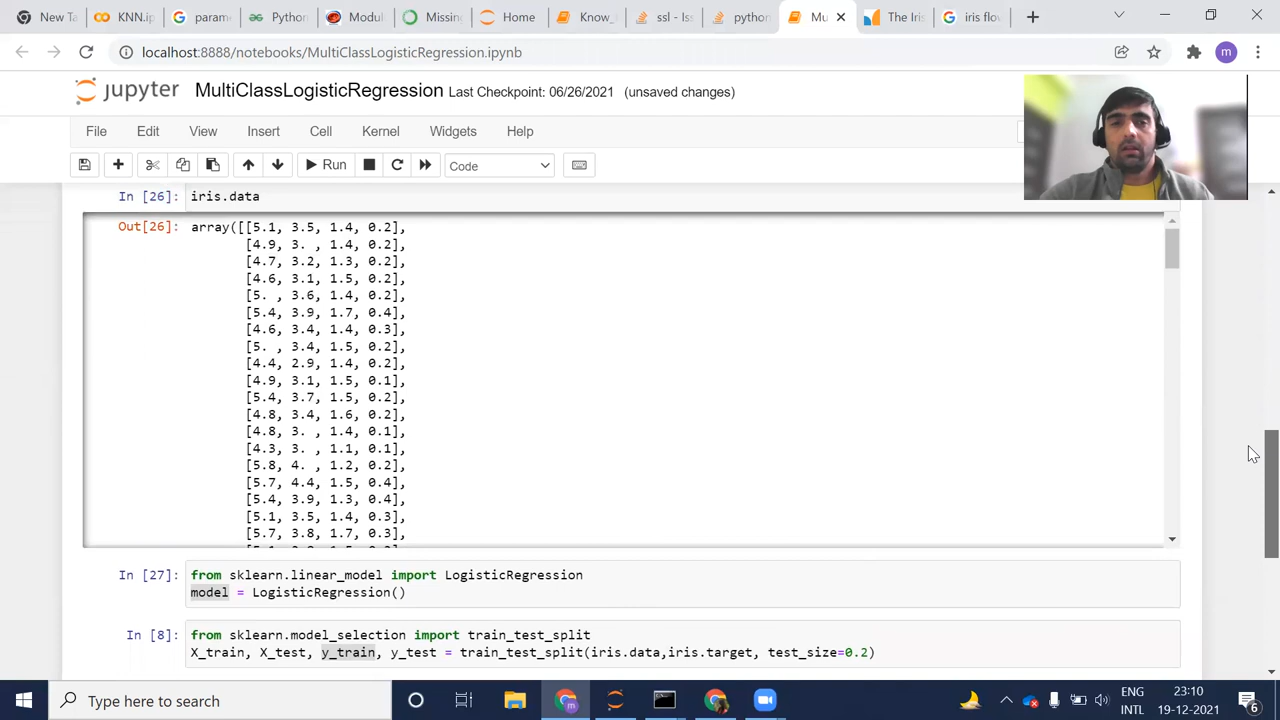 New Ta
KNN.ip
param
Python
Modul
Missing
Home
Know_
ssl - Iss
python
Mu
The Iris
iris flov
localhost:8888/notebooks/MultiClassLogisticRegression.ipynb
m
jupyter MultiClassLogisticRegression Last Checkpoint: 06/26/2021 (unsaved changes)
File Edit View Insert Cell Kernel Widgets Help
Run Code
In [26]: iris.data
Out[26]: array([[5.1, 3.5, 1.4, 0.2],
[4.9, 3. , 1.4, 0.2],
[4.7, 3.2, 1.3, 0.2],
[4.6, 3.1, 1.5, 0.2],
[5. , 3.6, 1.4, 0.2],
[5.4, 3.9, 1.7, 0.4],
[4.6, 3.4, 1.4, 0.3],
[5. , 3.4, 1.5, 0.2],
[4.4, 2.9, 1.4, 0.2],
[4.9, 3.1, 1.5, 0.1],
[5.4, 3.7, 1.5, 0.2],
[4.8, 3.4, 1.6, 0.2],
[4.8, 3. , 1.4, 0.1],
[4.3, 3. , 1.1, 0.1],
[5.8, 4. , 1.2, 0.2],
[5.7, 4.4, 1.5, 0.4],
[5.4, 3.9, 1.3, 0.4],
[5.1, 3.5, 1.4, 0.3],
[5.7, 3.8, 1.7, 0.3],
In [27]: from sklearn.linear_model import LogisticRegression
model = LogisticRegression()
In [8]: from sklearn.model_selection import train_test_split
X_train, X_test, y_train, y_test = train_test_split(iris.data,iris.target, test_size=0.2)
Type here to search
ENG
INTL
23:10
19-12-2021
6